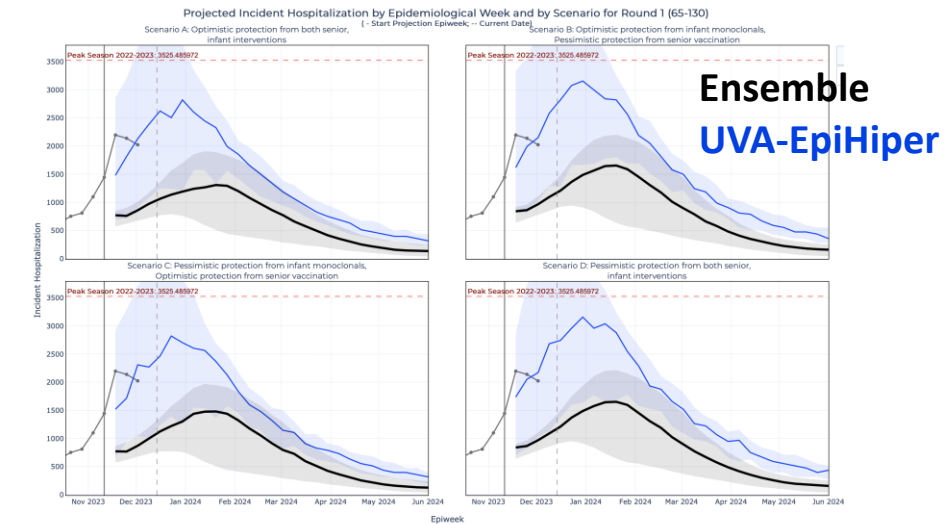 Projected Incident Hospitalization by Epidemiological Week and by Scenario for Round 1 (65-130)
( - Start Projection Epiweek; -- Current Date)
Scenario A: Optimistic protection from both senior,
infant interventions
Scenario B: Optimistic protection from infant monoclonals,
Pessimistic protection from senior vaccination
Peak Season 2022-2023: 3525.485972
Peak Season 2022-2023: 3525.485972
Ensemble
UVA-EpiHiper
3500
3000
2500
2000
1500
1000
500
0
Incident Hospitalization
Scenario C: Pessimistic protection from infant monoclonals,
Optimistic protection from senior vaccination
Scenario D: Pessimistic protection from both senior,
infant interventions
Peak Season 2022-2023: 3525.485972
Peak Season 2022-2023: 3525.485972
3500
3000
2500
2000
1500
1000
500
0
Nov 2023 Dec 2023 Jan 2024 Feb 2024 Mar 2024 Apr 2024 May 2024 Jun 2024
Nov 2023 Dec 2023 Jan 2024 Feb 2024 Mar 2024 Apr 2024 May 2024 Jun 2024
Epiweek